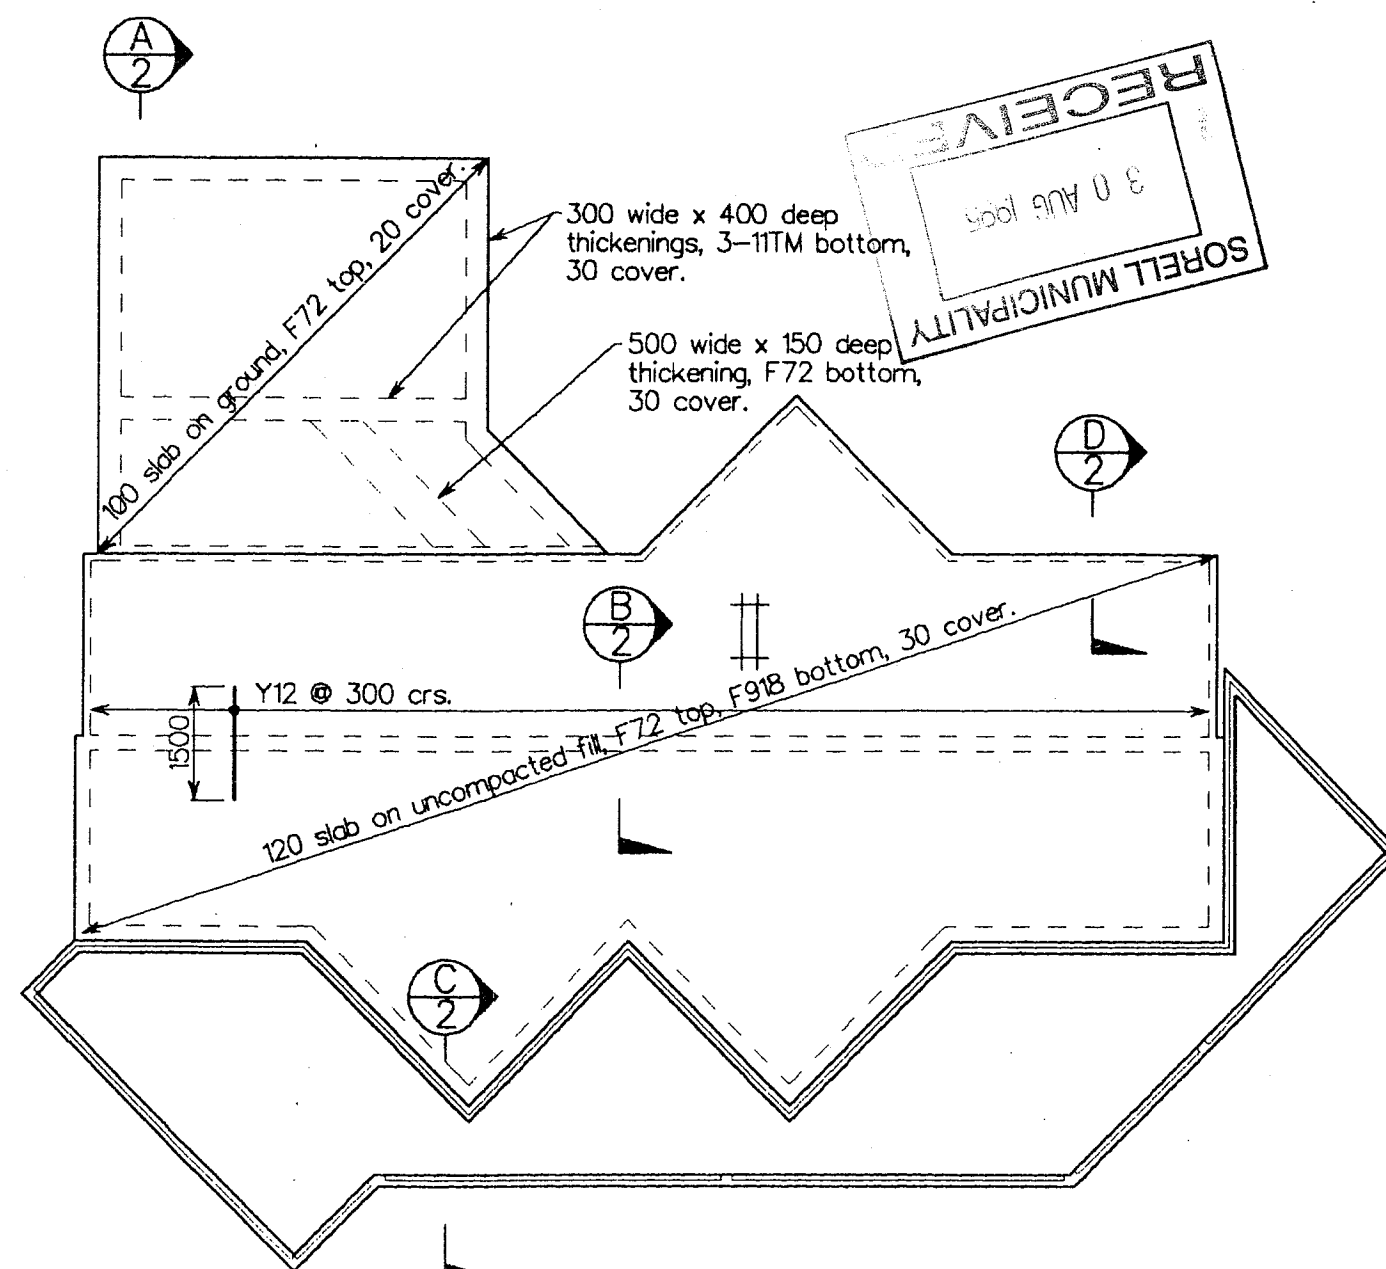 A
2
RECEIVED
30 AUG 1995
SORELL MUNICIPALITY
300 wide x 400 deep
thickenings, 3-11TM bottom,
30 cover.
100 slab on ground, F72 top, 20 cover.
500 wide x 150 deep
thickening, F72 bottom,
30 cover.
D
2
B
2
Y12 @ 300 crs.
1500
120 slab on uncompacted fill, F72 top, F918 bottom, 30 cover.
C
2